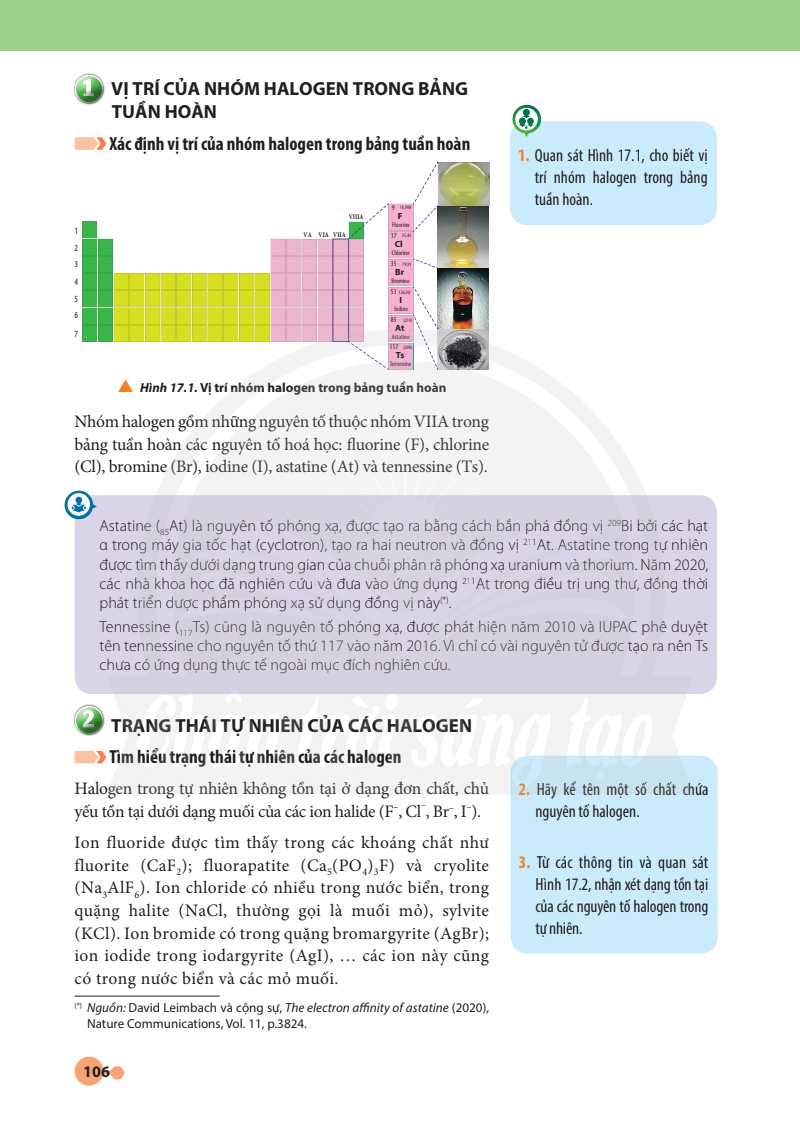 1 VỊ TRÍ CỦA NHÓM HALOGEN TRONG BẢNG
TUẦN HOÀN
Xác định vị trí của nhóm halogen trong bảng tuần hoàn
1. Quan sát Hình 17.1, cho biết vị
trí nhóm halogen trong bảng
tuần hoàn.
VIIIA
VA VIA VIIA
1
2
3
4
5
6
7
9
F
Fluorine
17
Cl
Chlorine
35
Br
Bromine
53
I
Iodine
85
At
Astatine
117
Ts
Tennessine
Hình 17.1. Vị trí nhóm halogen trong bảng tuần hoàn
Nhóm halogen gồm những nguyên tố thuộc nhóm VIIA trong
bảng tuần hoàn các nguyên tố hoá học: fluorine (F), chlorine
(Cl), bromine (Br), iodine (I), astatine (At) và tennessine (Ts).
Astatine (₈₅At) là nguyên tố phóng xạ, được tạo ra bằng cách bắn phá đồng vị ²⁰⁹Bi bởi các hạt
α trong máy gia tốc hạt (cyclotron), tạo ra hai neutron và đồng vị ²¹¹At. Astatine trong tự nhiên
được tìm thấy dưới dạng trung gian của chuỗi phân rã phóng xạ uranium và thorium. Năm 2020,
các nhà khoa học đã nghiên cứu và đưa vào ứng dụng ²¹¹At trong điều trị ung thư, đồng thời
phát triển dược phẩm phóng xạ sử dụng đồng vị này(*).
Tennessine (₁₁₇Ts) cũng là nguyên tố phóng xạ, được phát hiện năm 2010 và IUPAC phê duyệt
tên tennessine cho nguyên tố thứ 117 vào năm 2016. Vì chỉ có vài nguyên tử được tạo ra nên Ts
chưa có ứng dụng thực tế ngoài mục đích nghiên cứu.
Chân trời sáng tạo
2 TRẠNG THÁI TỰ NHIÊN CỦA CÁC HALOGEN
Tìm hiểu trạng thái tự nhiên của các halogen
Halogen trong tự nhiên không tồn tại ở dạng đơn chất, chủ
yếu tồn tại dưới dạng muối của các ion halide (F⁻, Cl⁻, Br⁻, I⁻).
Ion fluoride được tìm thấy trong các khoáng chất như
fluorite (CaF₂); fluorapatite (Ca₅(PO₄)₃F) và cryolite
(Na₃AlF₆). Ion chloride có nhiều trong nước biển, trong
quặng halite (NaCl, thường gọi là muối mỏ), sylvite
(KCl). Ion bromide có trong quặng bromargyrite (AgBr);
ion iodide trong iodargyrite (AgI), … các ion này cũng
có trong nước biển và các mỏ muối.
2. Hãy kể tên một số chất chứa
nguyên tố halogen.
3. Từ các thông tin và quan sát
Hình 17.2, nhận xét dạng tồn tại
của các nguyên tố halogen trong
tự nhiên.
(*) Nguồn: David Leimbach và cộng sự, The electron affinity of astatine (2020),
Nature Communications, Vol. 11, p.3824.
106